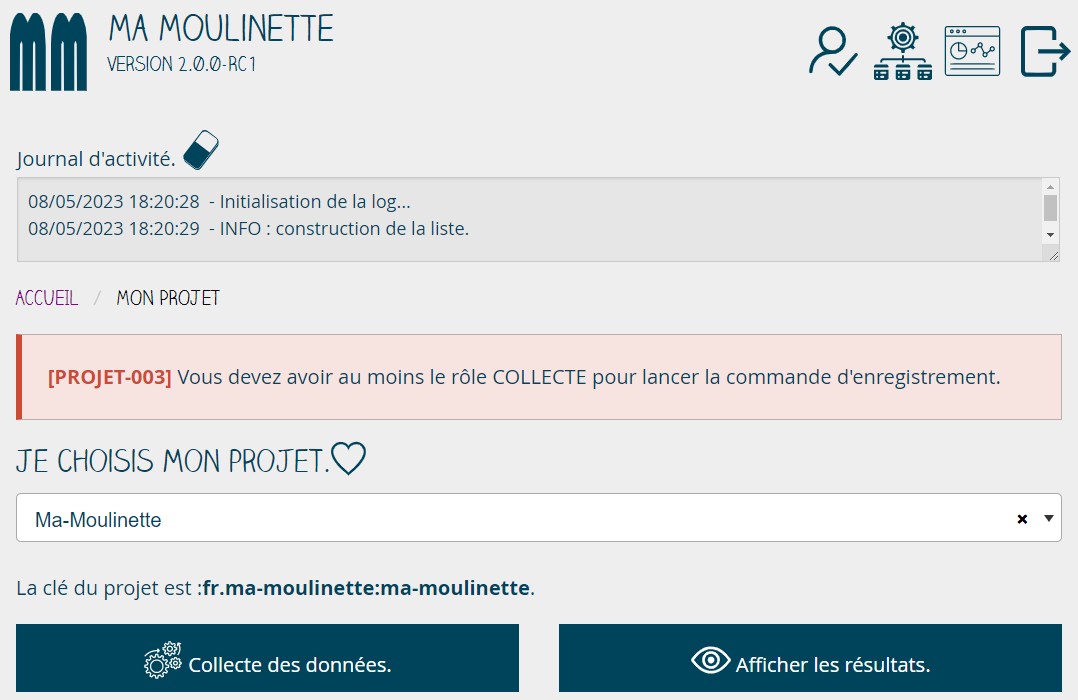 MA MOULINETTE
VERSION 2.0.0-RC1
Journal d'activité.
08/05/2023 18:20:28 - Initialisation de la log...
08/05/2023 18:20:29 - INFO : construction de la liste.
ACCUEIL / MON PROJET
[PROJET-003] Vous devez avoir au moins le rôle COLLECTE pour lancer la commande d'enregistrement.
JE CHOISIS MON PROJET.
Ma-Moulinette
La clé du projet est :fr.ma-moulinette:ma-moulinette.
Collecte des données.
Afficher les résultats.